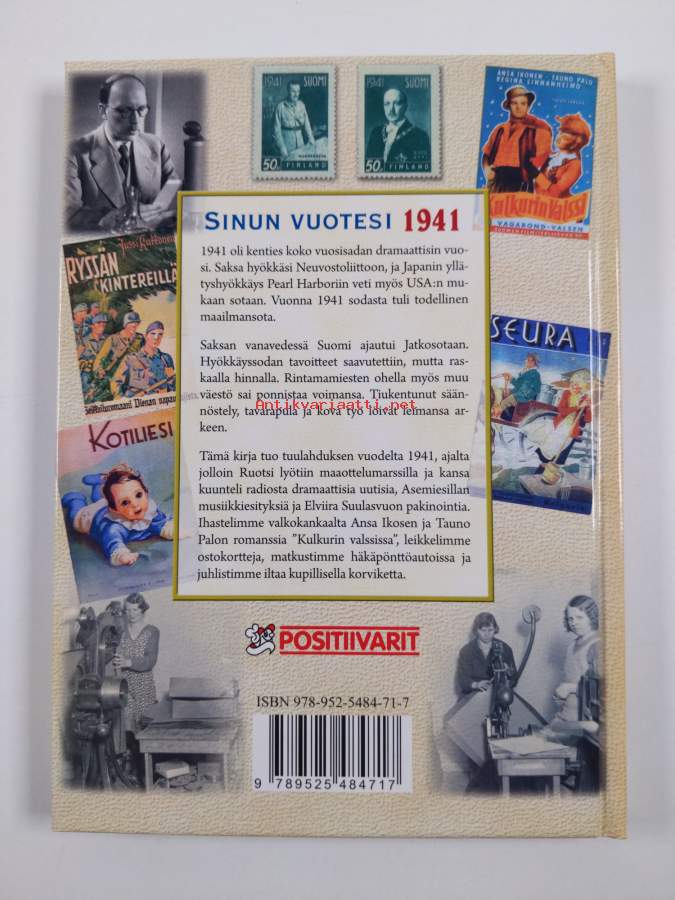 1941 SUOMI
MANNERHEIM
50 P
FINLAND
1941 SUOMI
50 P
FINLAND
ANSA IKONEN TAUNO PALO
REGINA LINNANHEIMO
Kulkurin Valssi
VAGABOND-VALSEN
SINUN VUOTESI 1941
1941 oli kenties koko vuosisadan dramaattisin vuo-
si. Saksa hyökkäsi Neuvostoliittoon, ja Japanin yllä-
tyshyökkäys Pearl Harboriin veti myös USA:n mu-
kaan sotaan. Vuonna 1941 sodasta tuli todellinen
maailmansota.
Saksan vanavedessä Suomi ajautui Jatkosotaan.
Hyökkäyssodan tavoitteet saavutettiin, mutta ras-
kaalla hinnalla. Rintamamiesten ohella myös muu
väestö sai ponnistaa voimansa. Tiukentunut sään-
nöstely, tavarapula ja kova työ loivat leimansa ar-
keen.
Tämä kirja tuo tuulahduksen vuodelta 1941, ajalta
jolloin Ruotsi lyötiin maaottelumarssilla ja kansa
kuunteli radiosta dramaattisia uutisia, Asemiesillan
musiikkiesityksiä ja Elviira Suulasvuon pakinointia.
Ihastelimme valkokankaalta Ansa Ikosen ja Tauno
Palon romanssia ”Kulkurin valssissa”, leikkelimme
ostokortteja, matkustimme häkäpönttöautoissa ja
juhlistimme iltaa kupillisella korviketta.
Antikvariaatti.net
RYSSÄN
KINTEREILLÄ
KOTILIESI
SEURA
POSITIIVARIT
ISBN 978-952-5484-71-7
9 789525 484717